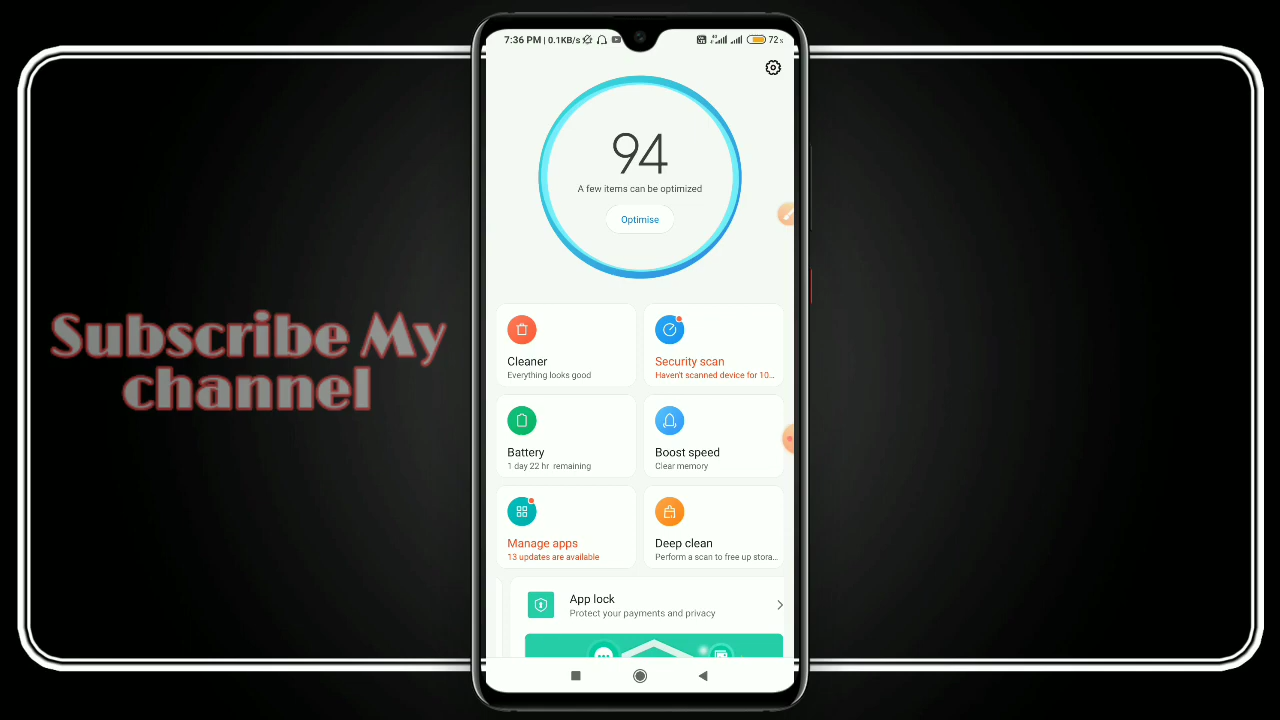 7:36 PM | 0.1KB/s
72%
94
A few items can be optimized
Optimise
Subscribe My
channel
Cleaner
Everything looks good
Security scan
Haven't scanned device for 10...
Battery
1 day 22 hr remaining
Boost speed
Clear memory
Manage apps
13 updates are available
Deep clean
Perform a scan to free up stora...
App lock
Protect your payments and privacy